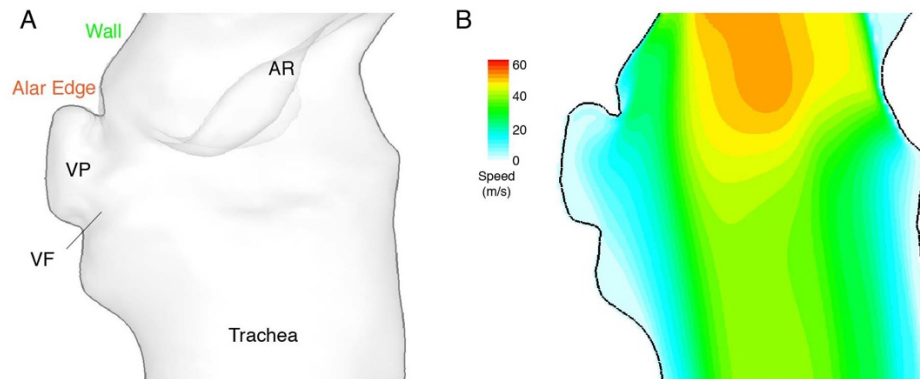 A
Wall
AR
Alar Edge
VP
VF
Trachea
B
60
40
20
0
Speed
(m/s)